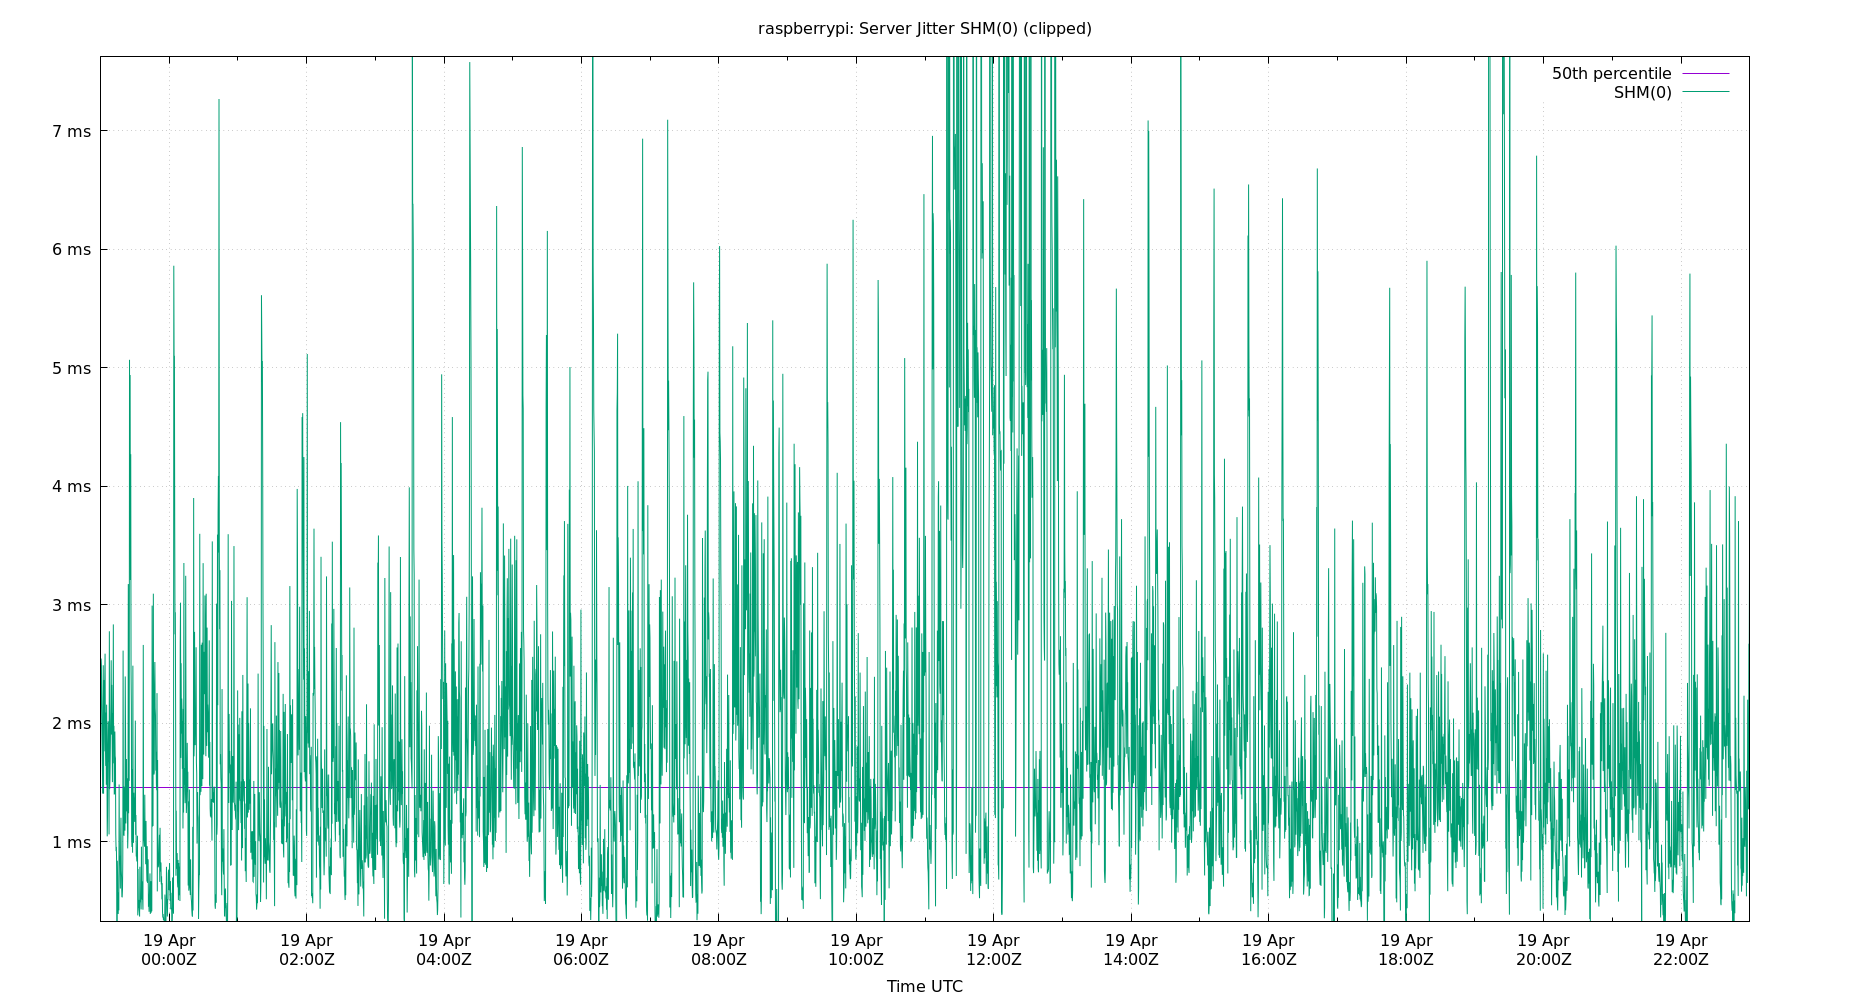 raspberrypi: Server Jitter SHM(0) (clipped)
50th percentile
SHM(0)
7 ms
6 ms
5 ms
4 ms
3 ms
2 ms
1 ms
19 Apr 19 Apr 19 Apr 19 Apr 19 Apr 19 Apr 19 Apr 19 Apr 19 Apr 19 Apr 19 Apr 19 Apr
00:00Z 02:00Z 04:00Z 06:00Z 08:00Z 10:00Z 12:00Z 14:00Z 16:00Z 18:00Z 20:00Z 22:00Z
Time UTC